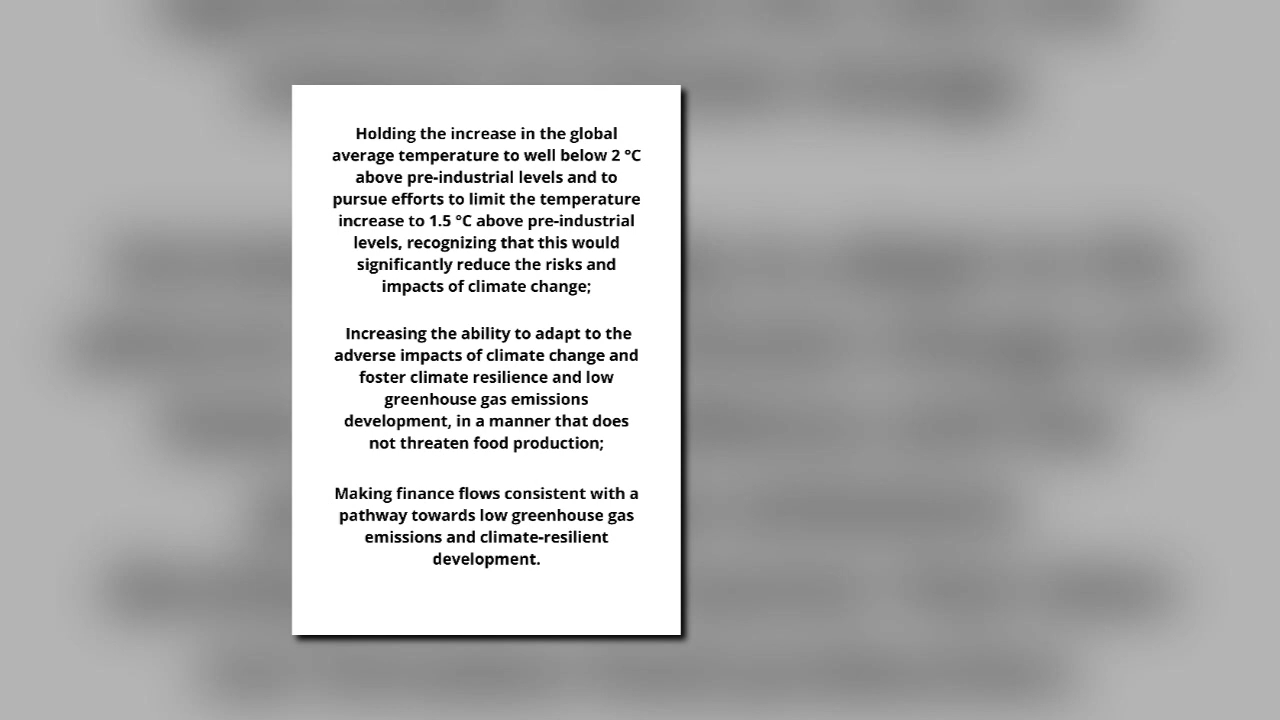 Holding the increase in the global
average temperature to well below 2 °C
above pre-industrial levels and to
pursue efforts to limit the temperature
increase to 1.5 °C above pre-industrial
levels, recognizing that this would
significantly reduce the risks and
impacts of climate change;
Increasing the ability to adapt to the
adverse impacts of climate change and
foster climate resilience and low
greenhouse gas emissions
development, in a manner that does
not threaten food production;
Making finance flows consistent with a
pathway towards low greenhouse gas
emissions and climate-resilient
development.